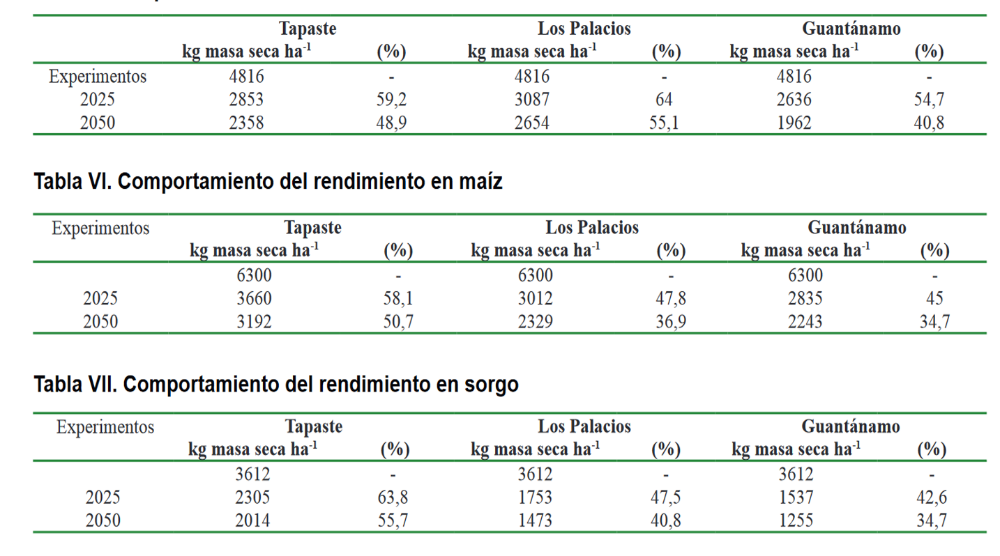 Tapaste Los Palacios Guantánamo
kg masa seca ha-1 (%) kg masa seca ha-1 (%) kg masa seca ha-1 (%)
Experimentos 4816 - 4816 - 4816 -
2025 2853 59,2 3087 64 2636 54,7
2050 2358 48,9 2654 55,1 1962 40,8
Tabla VI. Comportamiento del rendimiento en maíz
Experimentos Tapaste Los Palacios Guantánamo
kg masa seca ha-1 (%) kg masa seca ha-1 (%) kg masa seca ha-1 (%)
6300 - 6300 - 6300 -
2025 3660 58,1 3012 47,8 2835 45
2050 3192 50,7 2329 36,9 2243 34,7
Tabla VII. Comportamiento del rendimiento en sorgo
Experimentos Tapaste Los Palacios Guantánamo
kg masa seca ha-1 (%) kg masa seca ha-1 (%) kg masa seca ha-1 (%)
3612 - 3612 - 3612 -
2025 2305 63,8 1753 47,5 1537 42,6
2050 2014 55,7 1473 40,8 1255 34,7